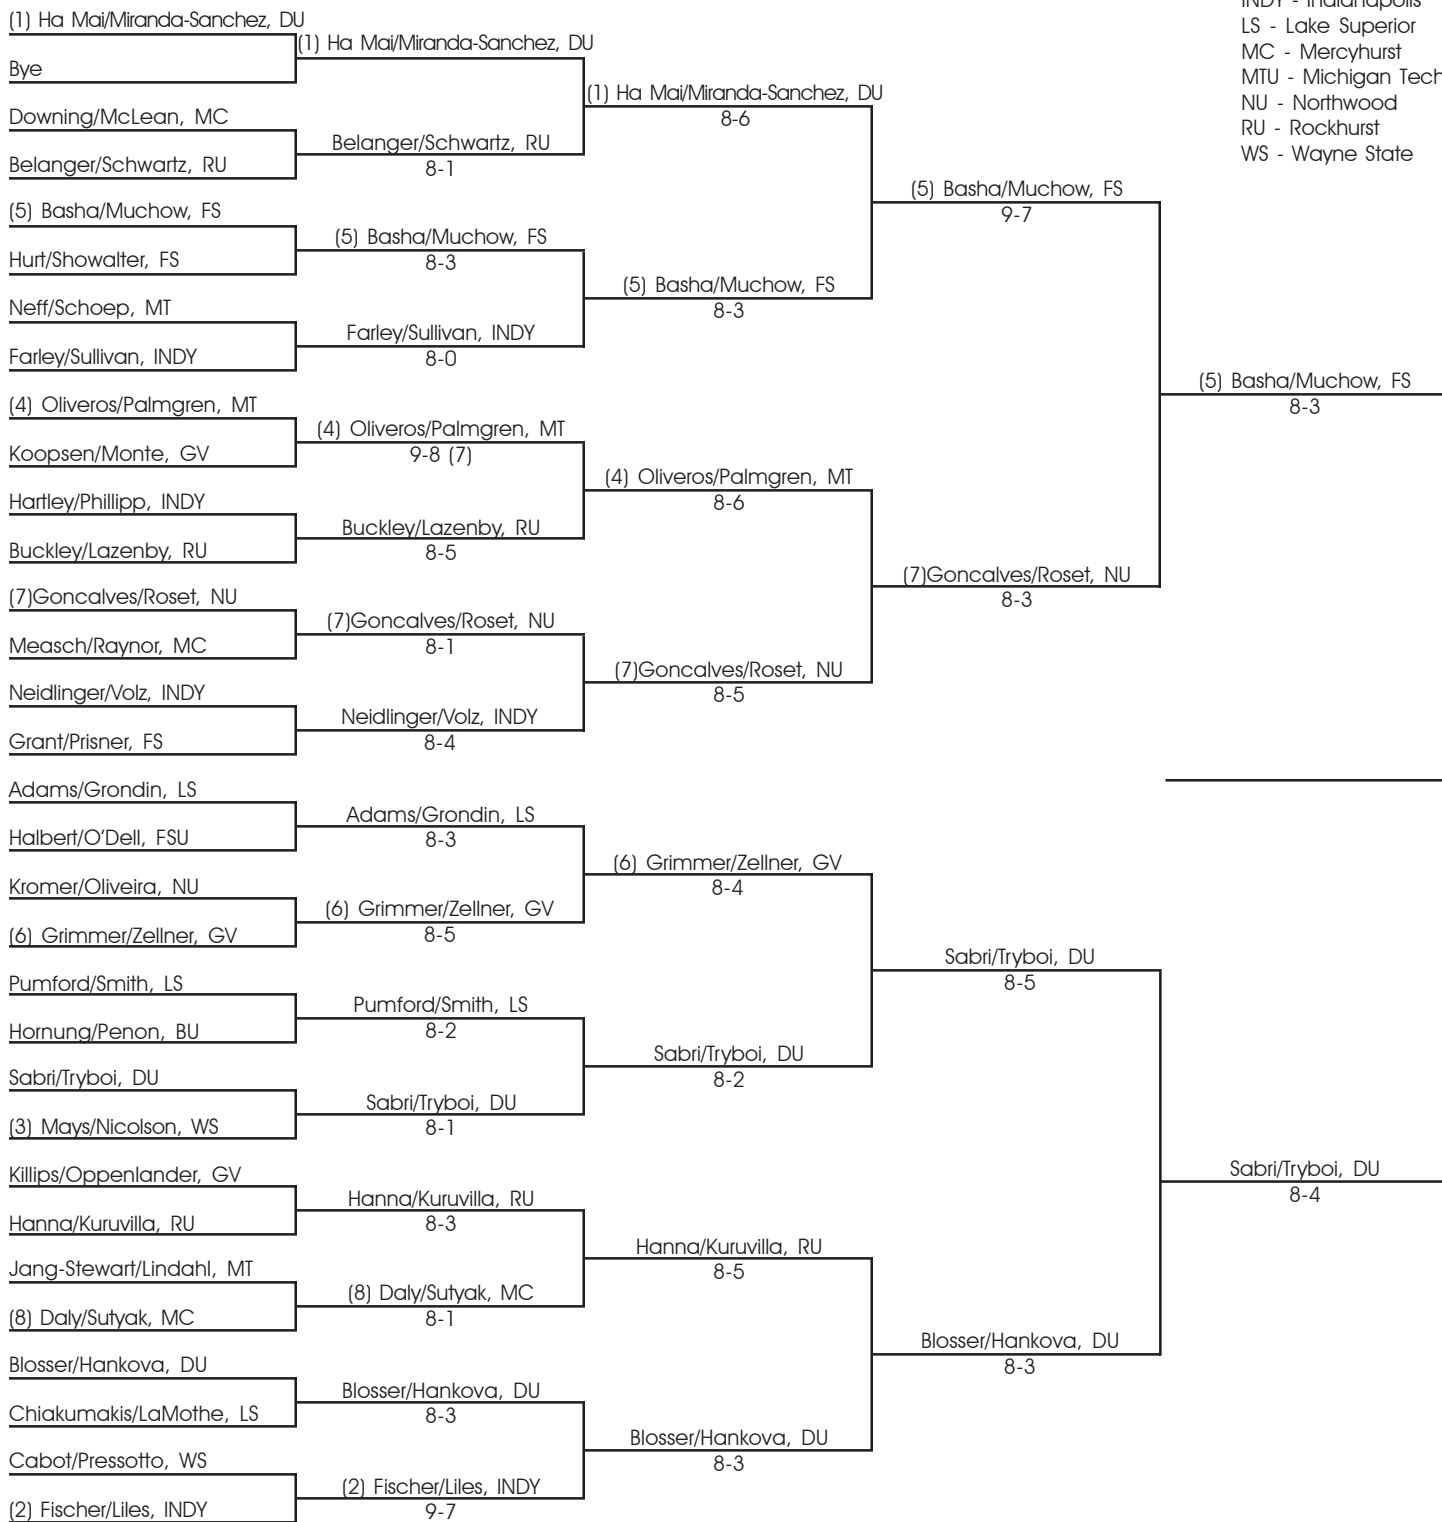 (1) Ha Mai/Miranda-Sanchez, DU
Bye
Downing/McLean, MC
Belanger/Schwartz, RU
(5) Basha/Muchow, FS
Hurt/Showalter, FS
Neff/Schoep, MT
Farley/Sullivan, INDY
(4) Oliveros/Palmgren, MT
Koopsen/Monte, GV
Hartley/Phillipp, INDY
Buckley/Lazenby, RU
(7)Goncalves/Roset, NU
Measch/Raynor, MC
Neidlinger/Volz, INDY
Grant/Prisner, FS
Adams/Grondin, LS
Halbert/O'Dell, FSU
Kromer/Oliveira, NU
(6) Grimmer/Zellner, GV
Pumford/Smith, LS
Hornung/Penon, BU
Sabri/Tryboi, DU
(3) Mays/Nicolson, WS
Killips/Oppenlander, GV
Hanna/Kuruvilla, RU
Jang-Stewart/Lindahl, MT
(8) Daly/Sutyak, MC
Blosser/Hankova, DU
Chiakumakis/LaMothe, LS
Cabot/Pressotto, WS
(2) Fischer/Liles, INDY
(1) Ha Mai/Miranda-Sanchez, DU
Belanger/Schwartz, RU
8-1
(5) Basha/Muchow, FS
8-3
Farley/Sullivan, INDY
8-0
(4) Oliveros/Palmgren, MT
9-8 (7)
Buckley/Lazenby, RU
8-5
(7)Goncalves/Roset, NU
8-1
Neidlinger/Volz, INDY
8-4
Adams/Grondin, LS
8-3
(6) Grimmer/Zellner, GV
8-5
Pumford/Smith, LS
8-2
Sabri/Tryboi, DU
8-1
Hanna/Kuruvilla, RU
8-3
(8) Daly/Sutyak, MC
8-1
Blosser/Hankova, DU
8-3
(2) Fischer/Liles, INDY
9-7
(1) Ha Mai/Miranda-Sanchez, DU
8-6
(5) Basha/Muchow, FS
8-3
(4) Oliveros/Palmgren, MT
8-6
(7)Goncalves/Roset, NU
8-5
(6) Grimmer/Zellner, GV
8-4
Sabri/Tryboi, DU
8-2
Hanna/Kuruvilla, RU
8-5
Blosser/Hankova, DU
8-3
(5) Basha/Muchow, FS
9-7
(7)Goncalves/Roset, NU
8-3
Sabri/Tryboi, DU
8-5
Blosser/Hankova, DU
8-3
(5) Basha/Muchow, FS
8-3
Sabri/Tryboi, DU
8-4
INDY - Indianapolis
LS - Lake Superior
MC - Mercyhurst
MTU - Michigan Tech
NU - Northwood
RU - Rockhurst
WS - Wayne State